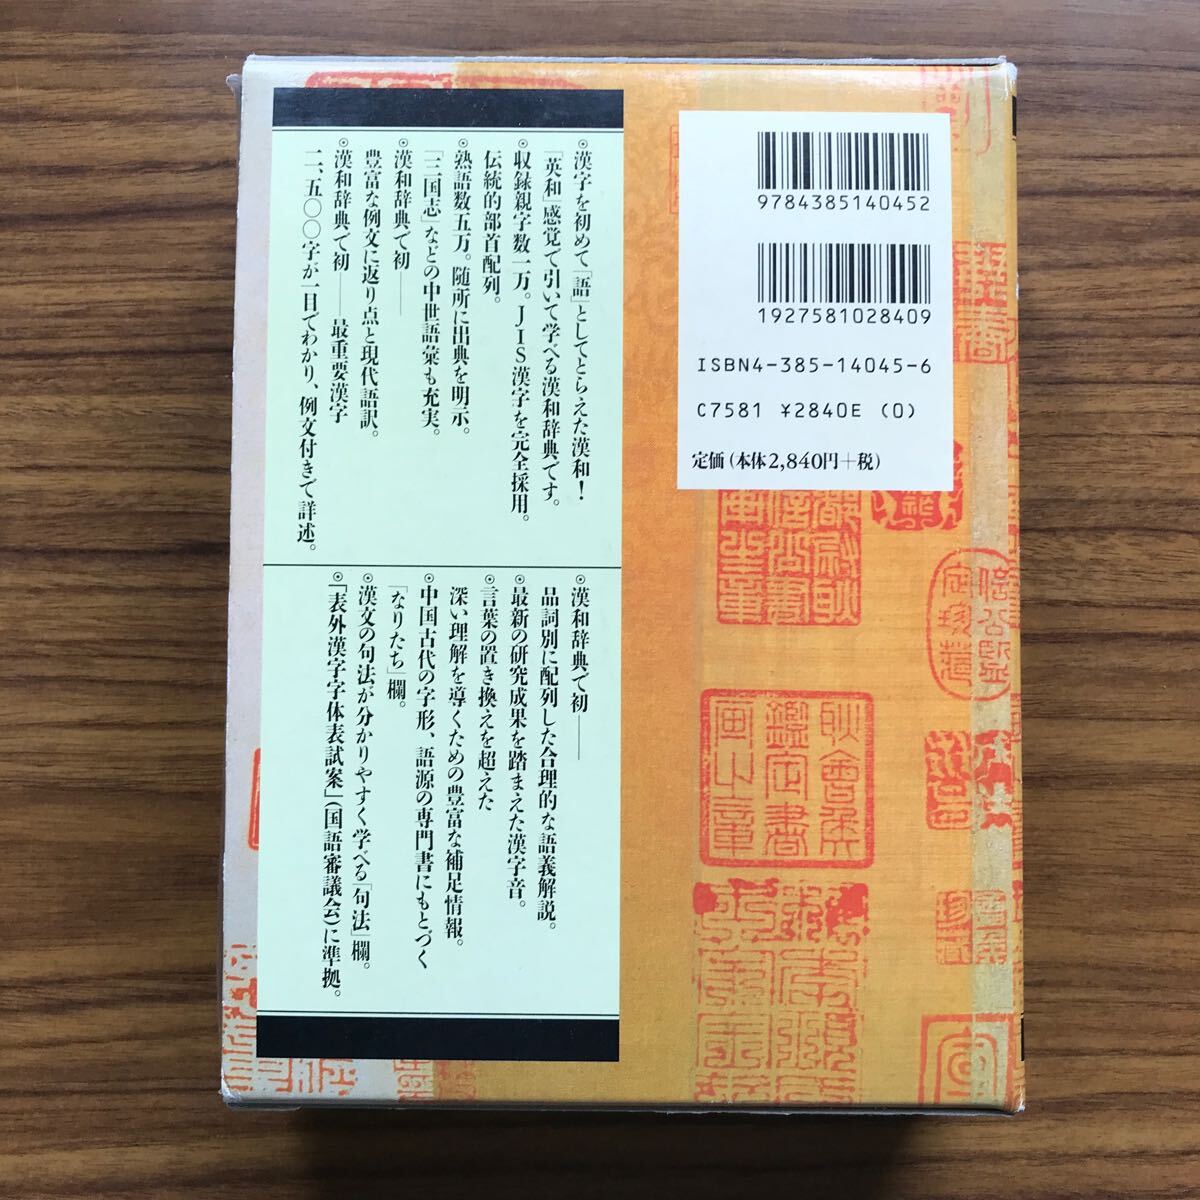 9784385140452
1927581028409
ISBN4-385-14045-6
C7581 ¥2840E (0)
定価(本体2,840円+税)
◉漢字を初めて「語」としてとらえた漢和!
「英和」感覚で引いて学べる漢和辞典です。
◉収録親字数一万。JIS漢字を完全採用。
伝統的部首配列。
◉熟語数五万。随所に出典を明示。
「三国志」などの中世語彙も充実。
◉漢和辞典で初——
豊富な例文に返り点と現代語訳。
◉漢和辞典で初——最重要漢字
二、五〇〇字が一目でわかり、例文付きで詳述。
◉漢和辞典で初——
品詞別に配列した合理的な語義解説。
◉最新の研究成果を踏まえた漢字音。
◉言葉の置き換えを超えた
深い理解を導くための豊富な補足情報。
◉中国古代の字形、語源の専門書にもとづく
「なりたち」欄。
◉漢文の句法が分かりやすく学べる「句法」欄。
◉「表外漢字字体表試案」(国語審議会)に準拠。